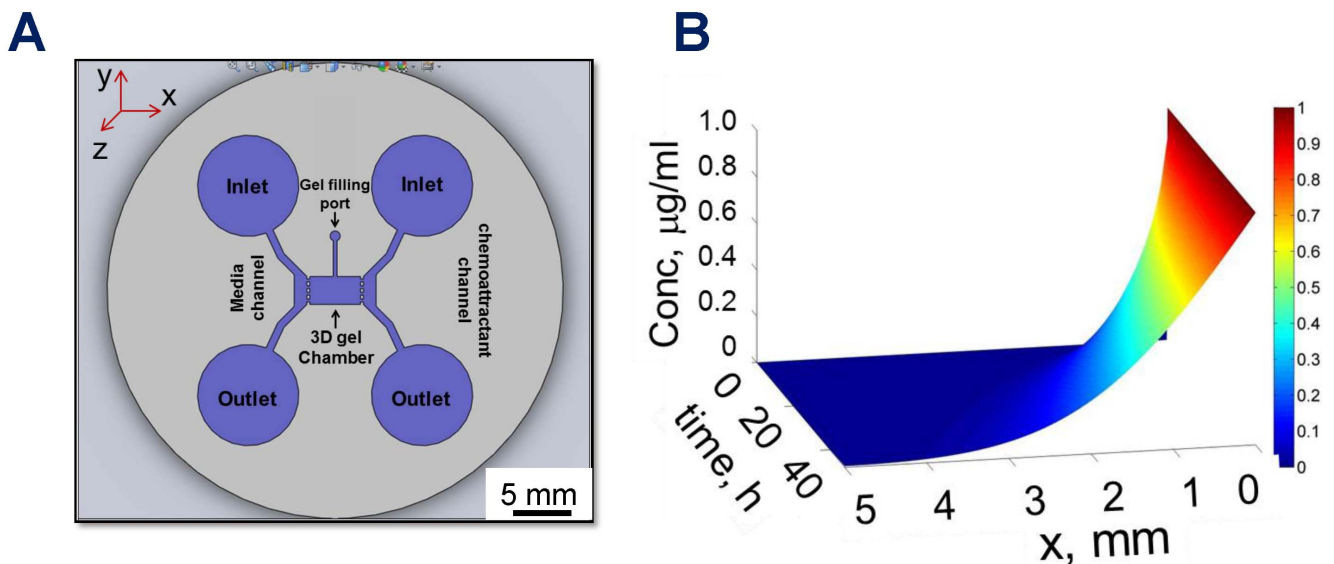 A
B
y
x
z
Inlet
Gel filling
port
Inlet
Media
channel
chemoattractant
channel
3D gel
Chamber
Outlet
Outlet
5 mm
Conc, μg/ml
1.0
0.8
0.6
0.4
0.2
0
0
20
40
time, h
5
4
3
2
1
0
x, mm
1
0.9
0.8
0.7
0.6
0.5
0.4
0.3
0.2
0.1
0